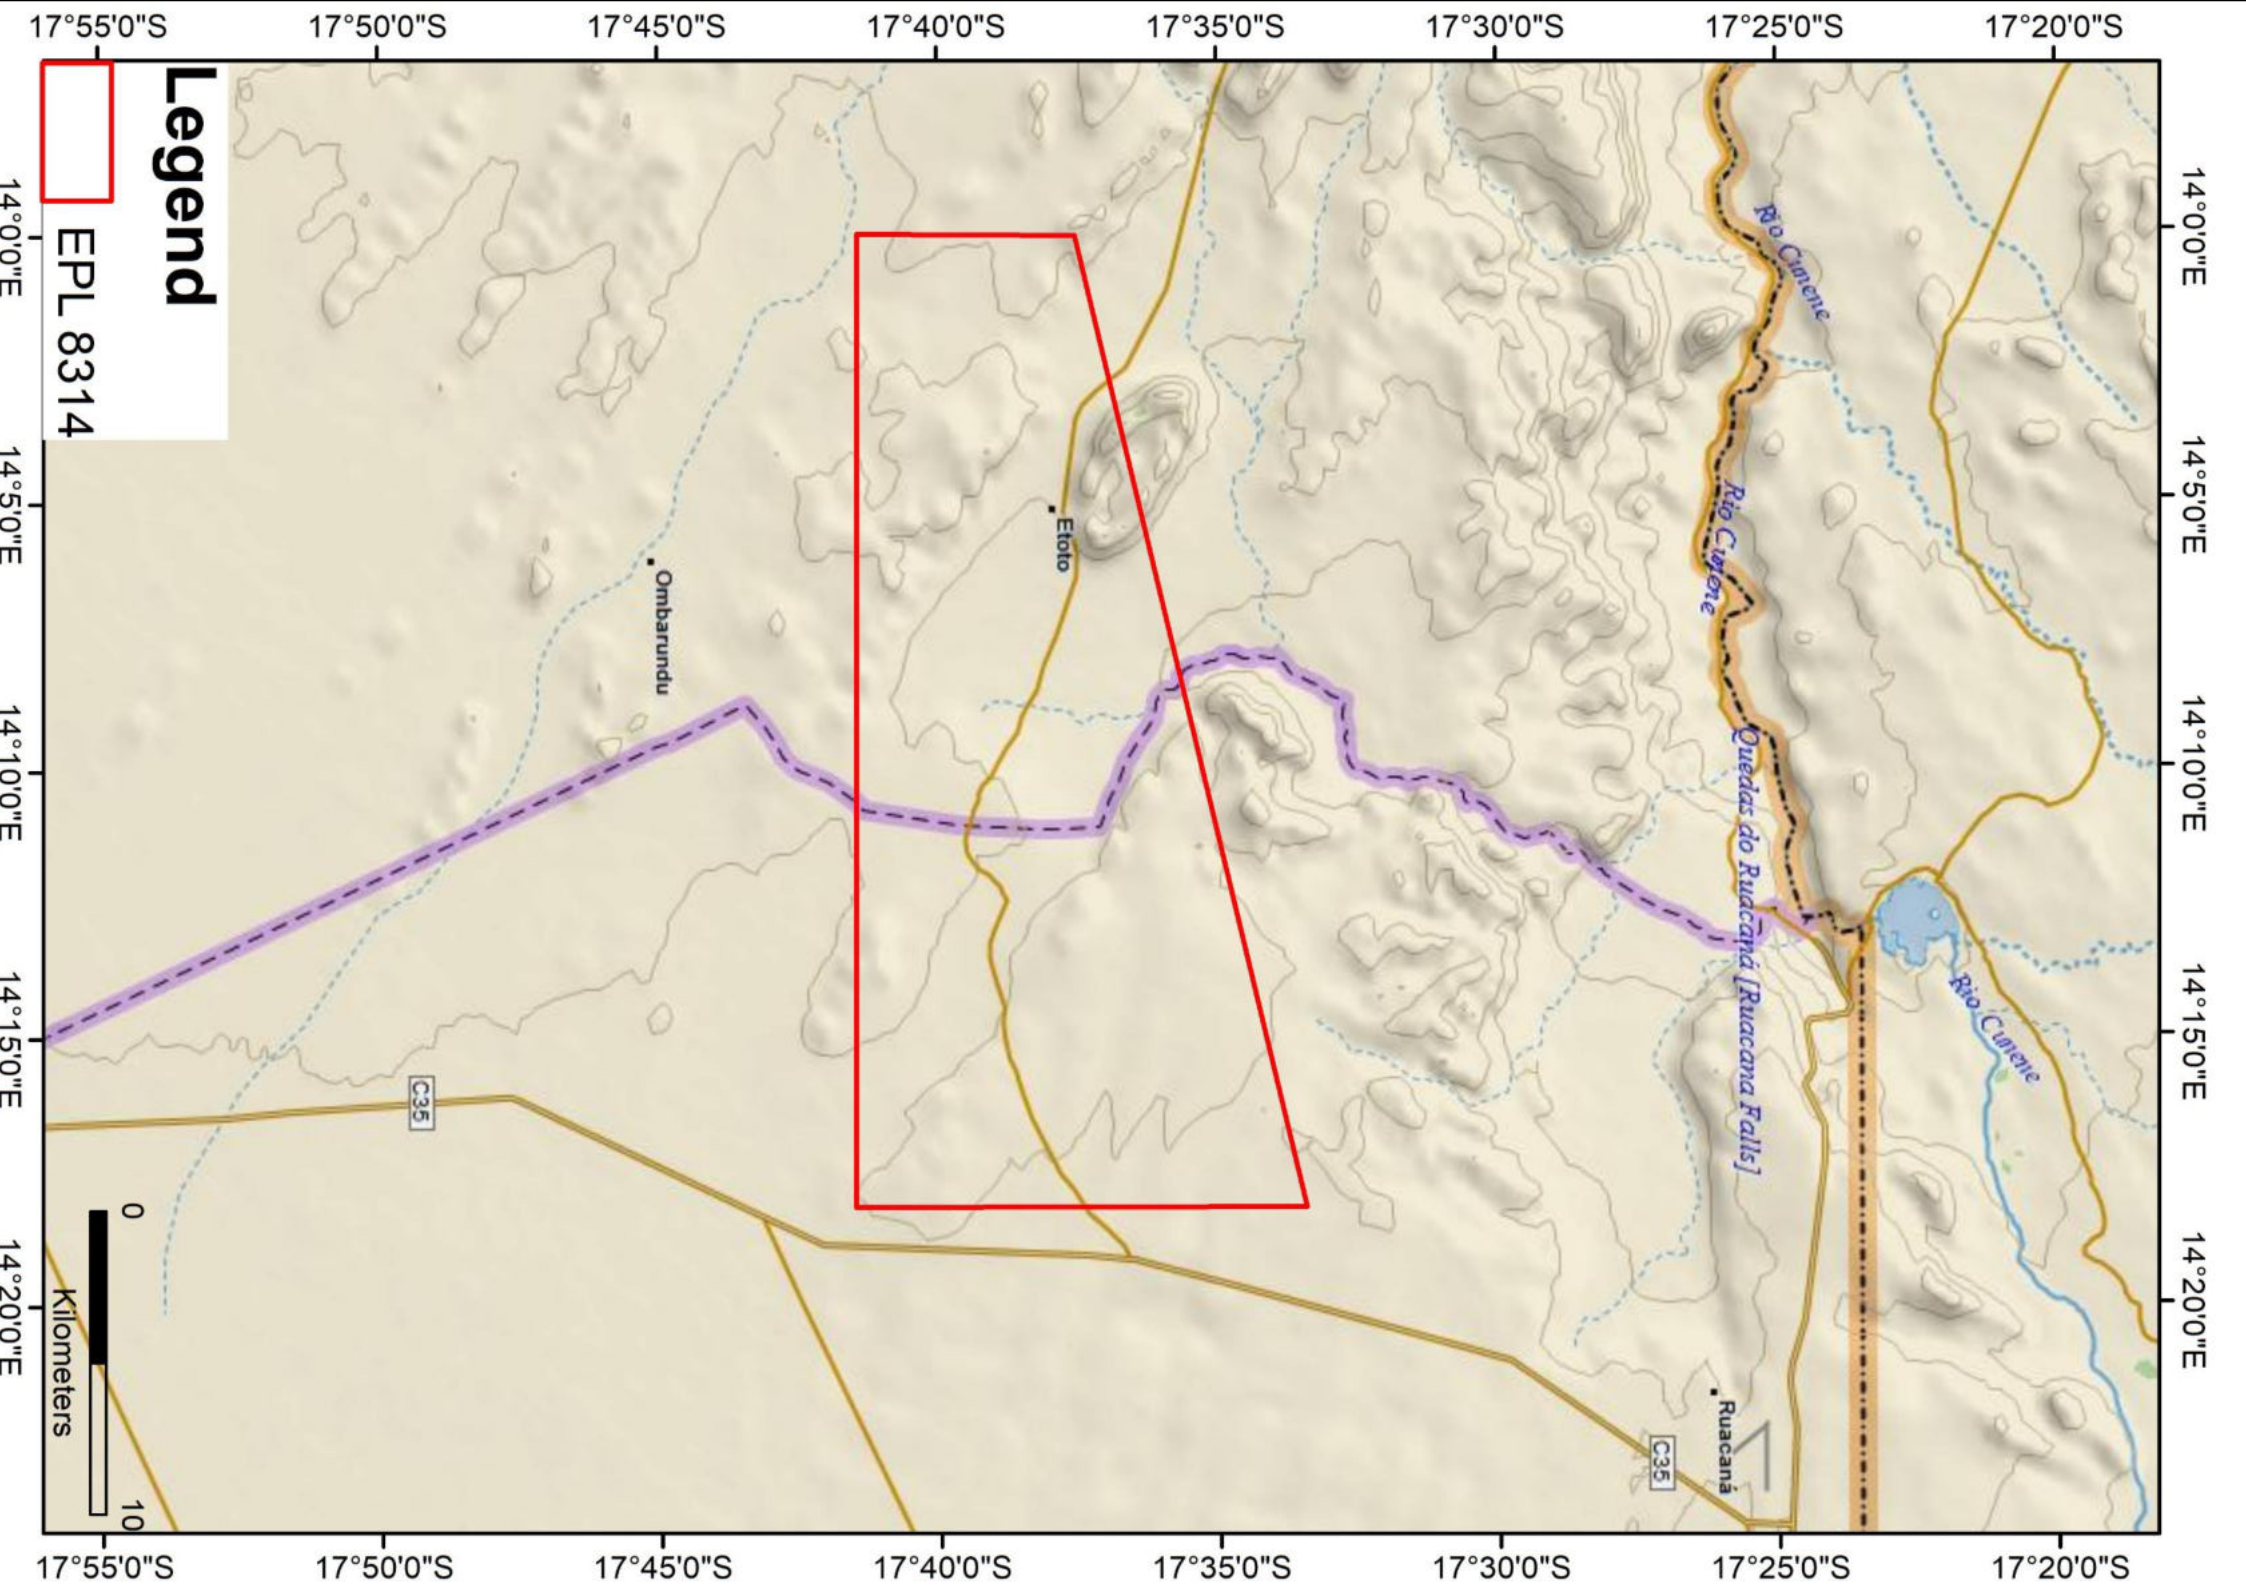 17°55'0"S
17°50'0"S
17°45'0"S
17°40'0"S
17°35'0"S
17°30'0"S
17°25'0"S
17°20'0"S
Legend
EPL 8314
14°0'0"E
14°5'0"E
14°10'0"E
14°15'0"E
14°20'0"E
14°0'0"E
14°5'0"E
14°10'0"E
14°15'0"E
14°20'0"E
Rio Cunene
Rio Cunene
Quedas do Ruacaná [Ruacana Falls]
Rio Cunene
Etoto
Ombarundu
C35
C35
Ruacaná
0
10
Kilometers
17°55'0"S
17°50'0"S
17°45'0"S
17°40'0"S
17°35'0"S
17°30'0"S
17°25'0"S
17°20'0"S